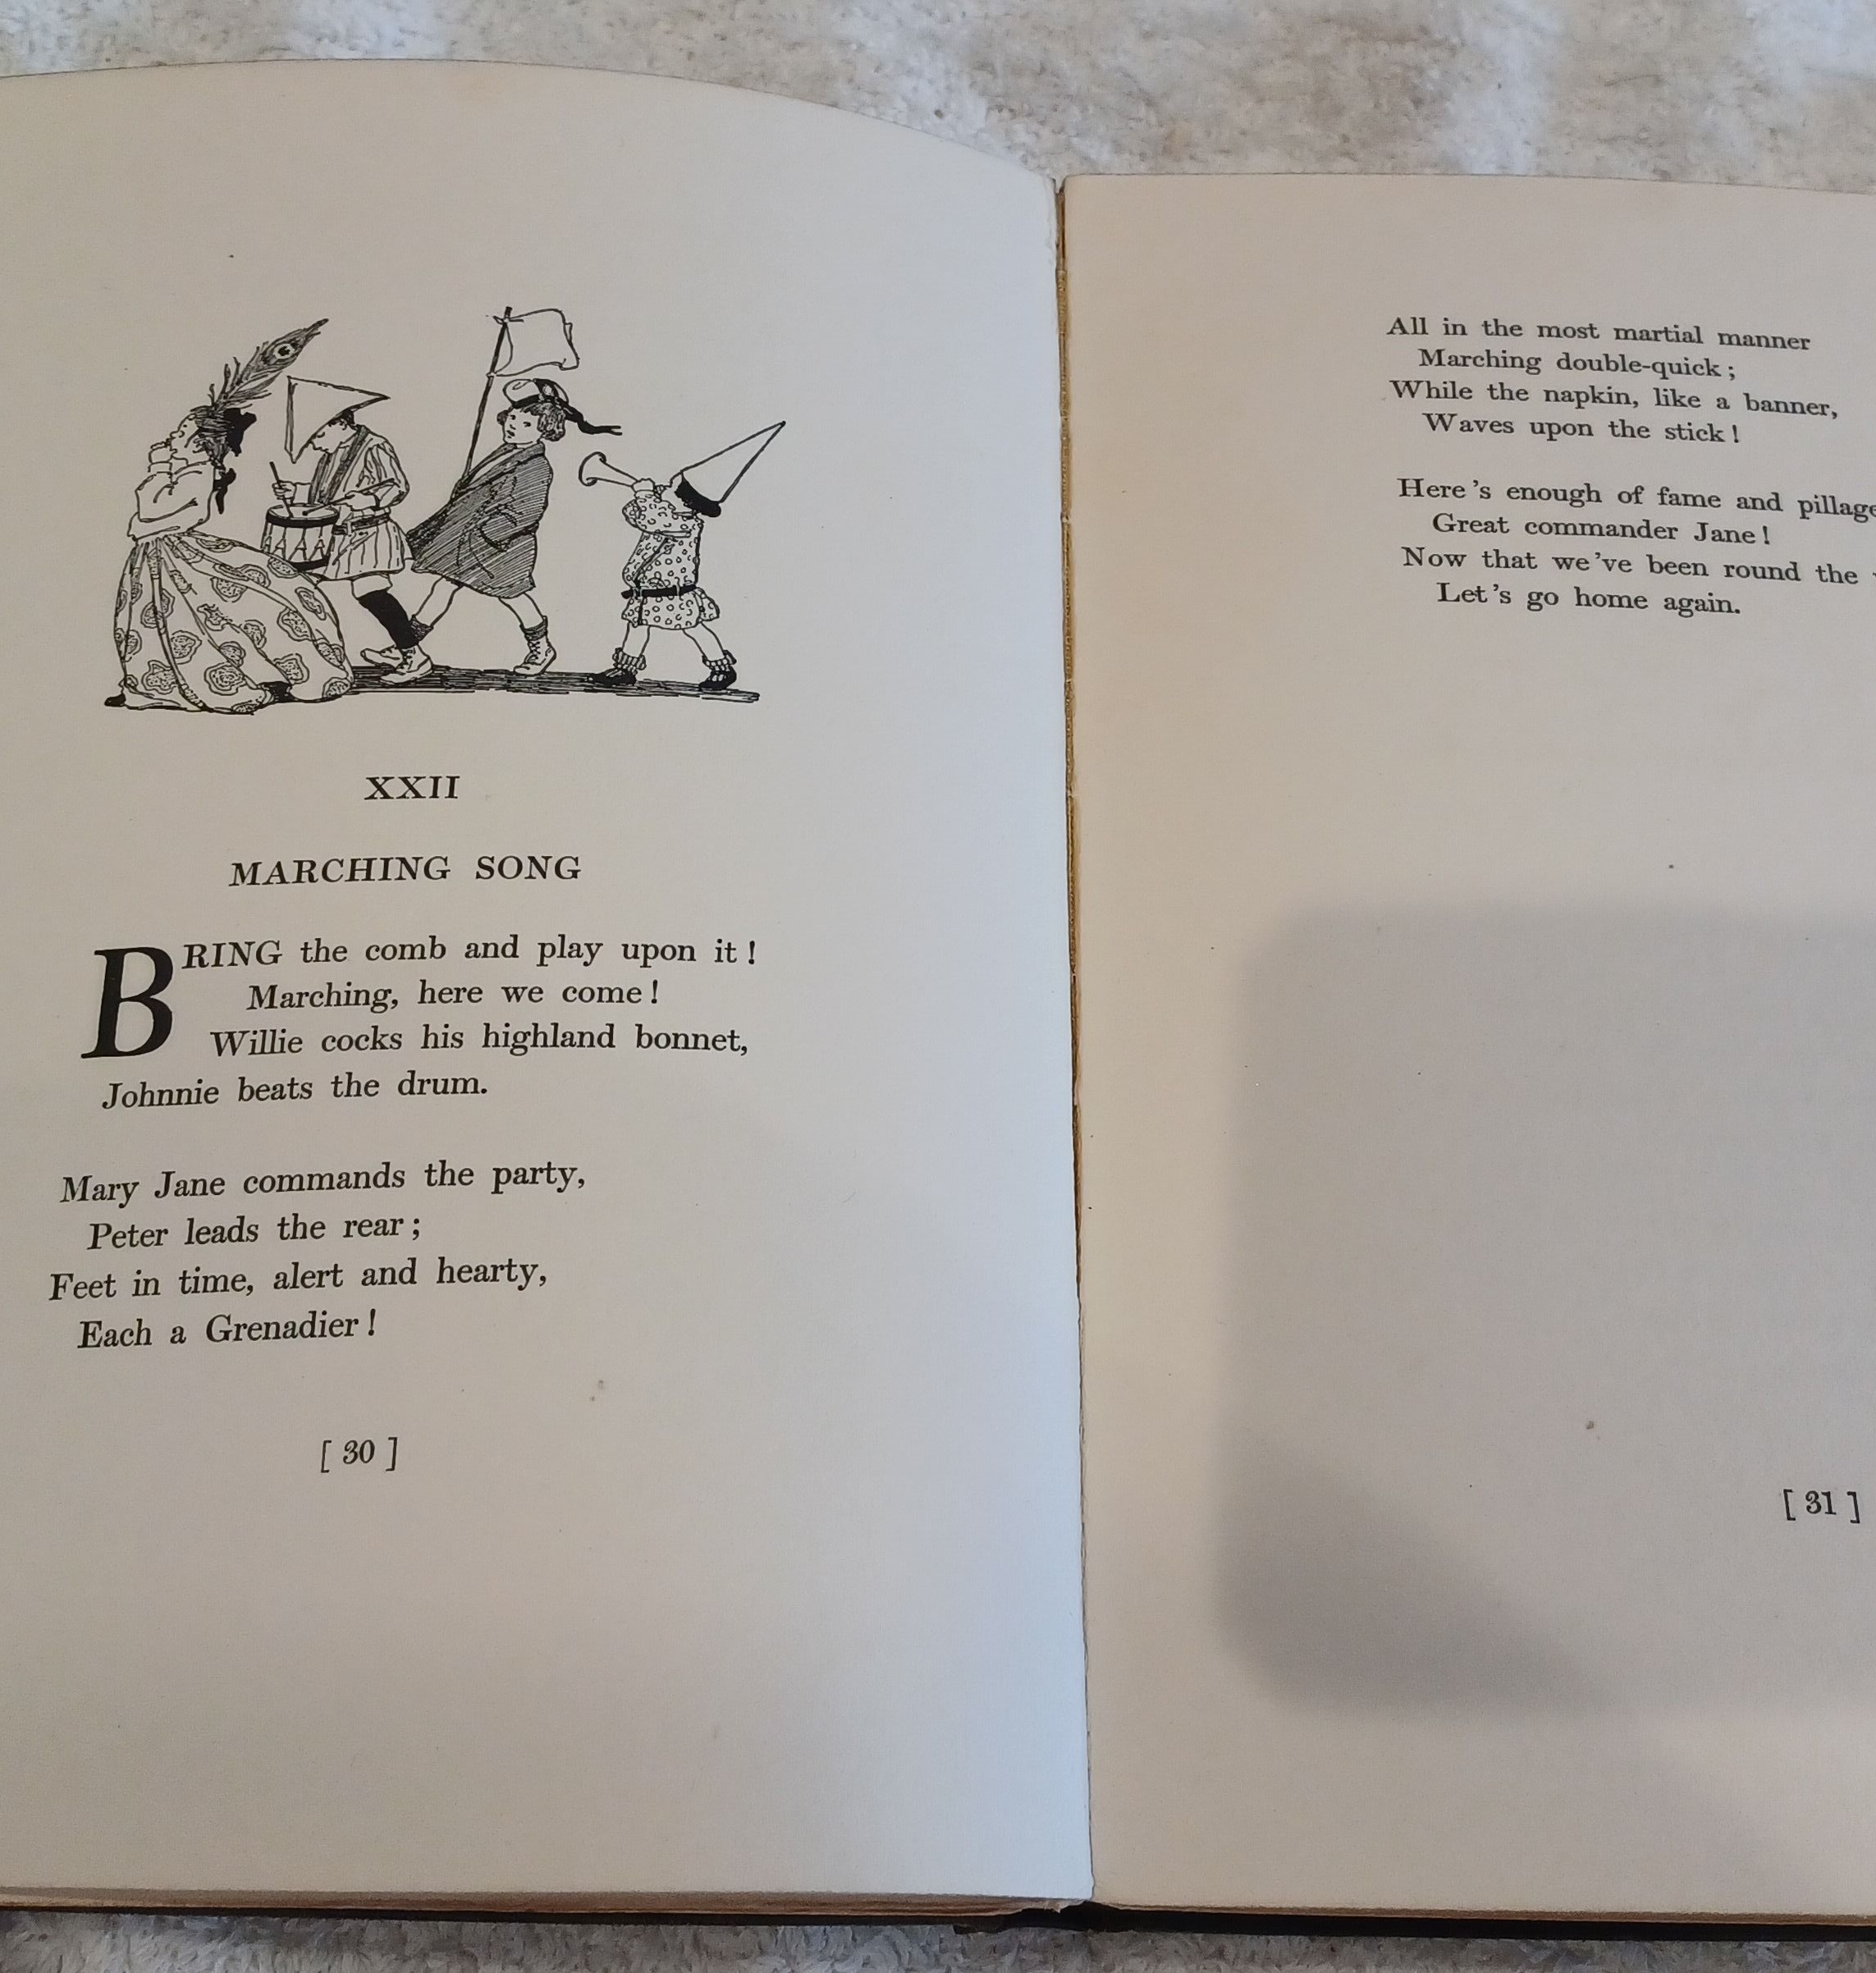 XXII
MARCHING SONG
BRING the comb and play upon it!
Marching, here we come!
Willie cocks his highland bonnet,
Johnnie beats the drum.
Mary Jane commands the party,
Peter leads the rear;
Feet in time, alert and hearty,
Each a Grenadier!
[ 30 ]
All in the most martial manner
Marching double-quick;
While the napkin, like a banner,
Waves upon the stick!
Here's enough of fame and pillage
Great commander Jane!
Now that we've been round the
Let's go home again.
[ 31 ]